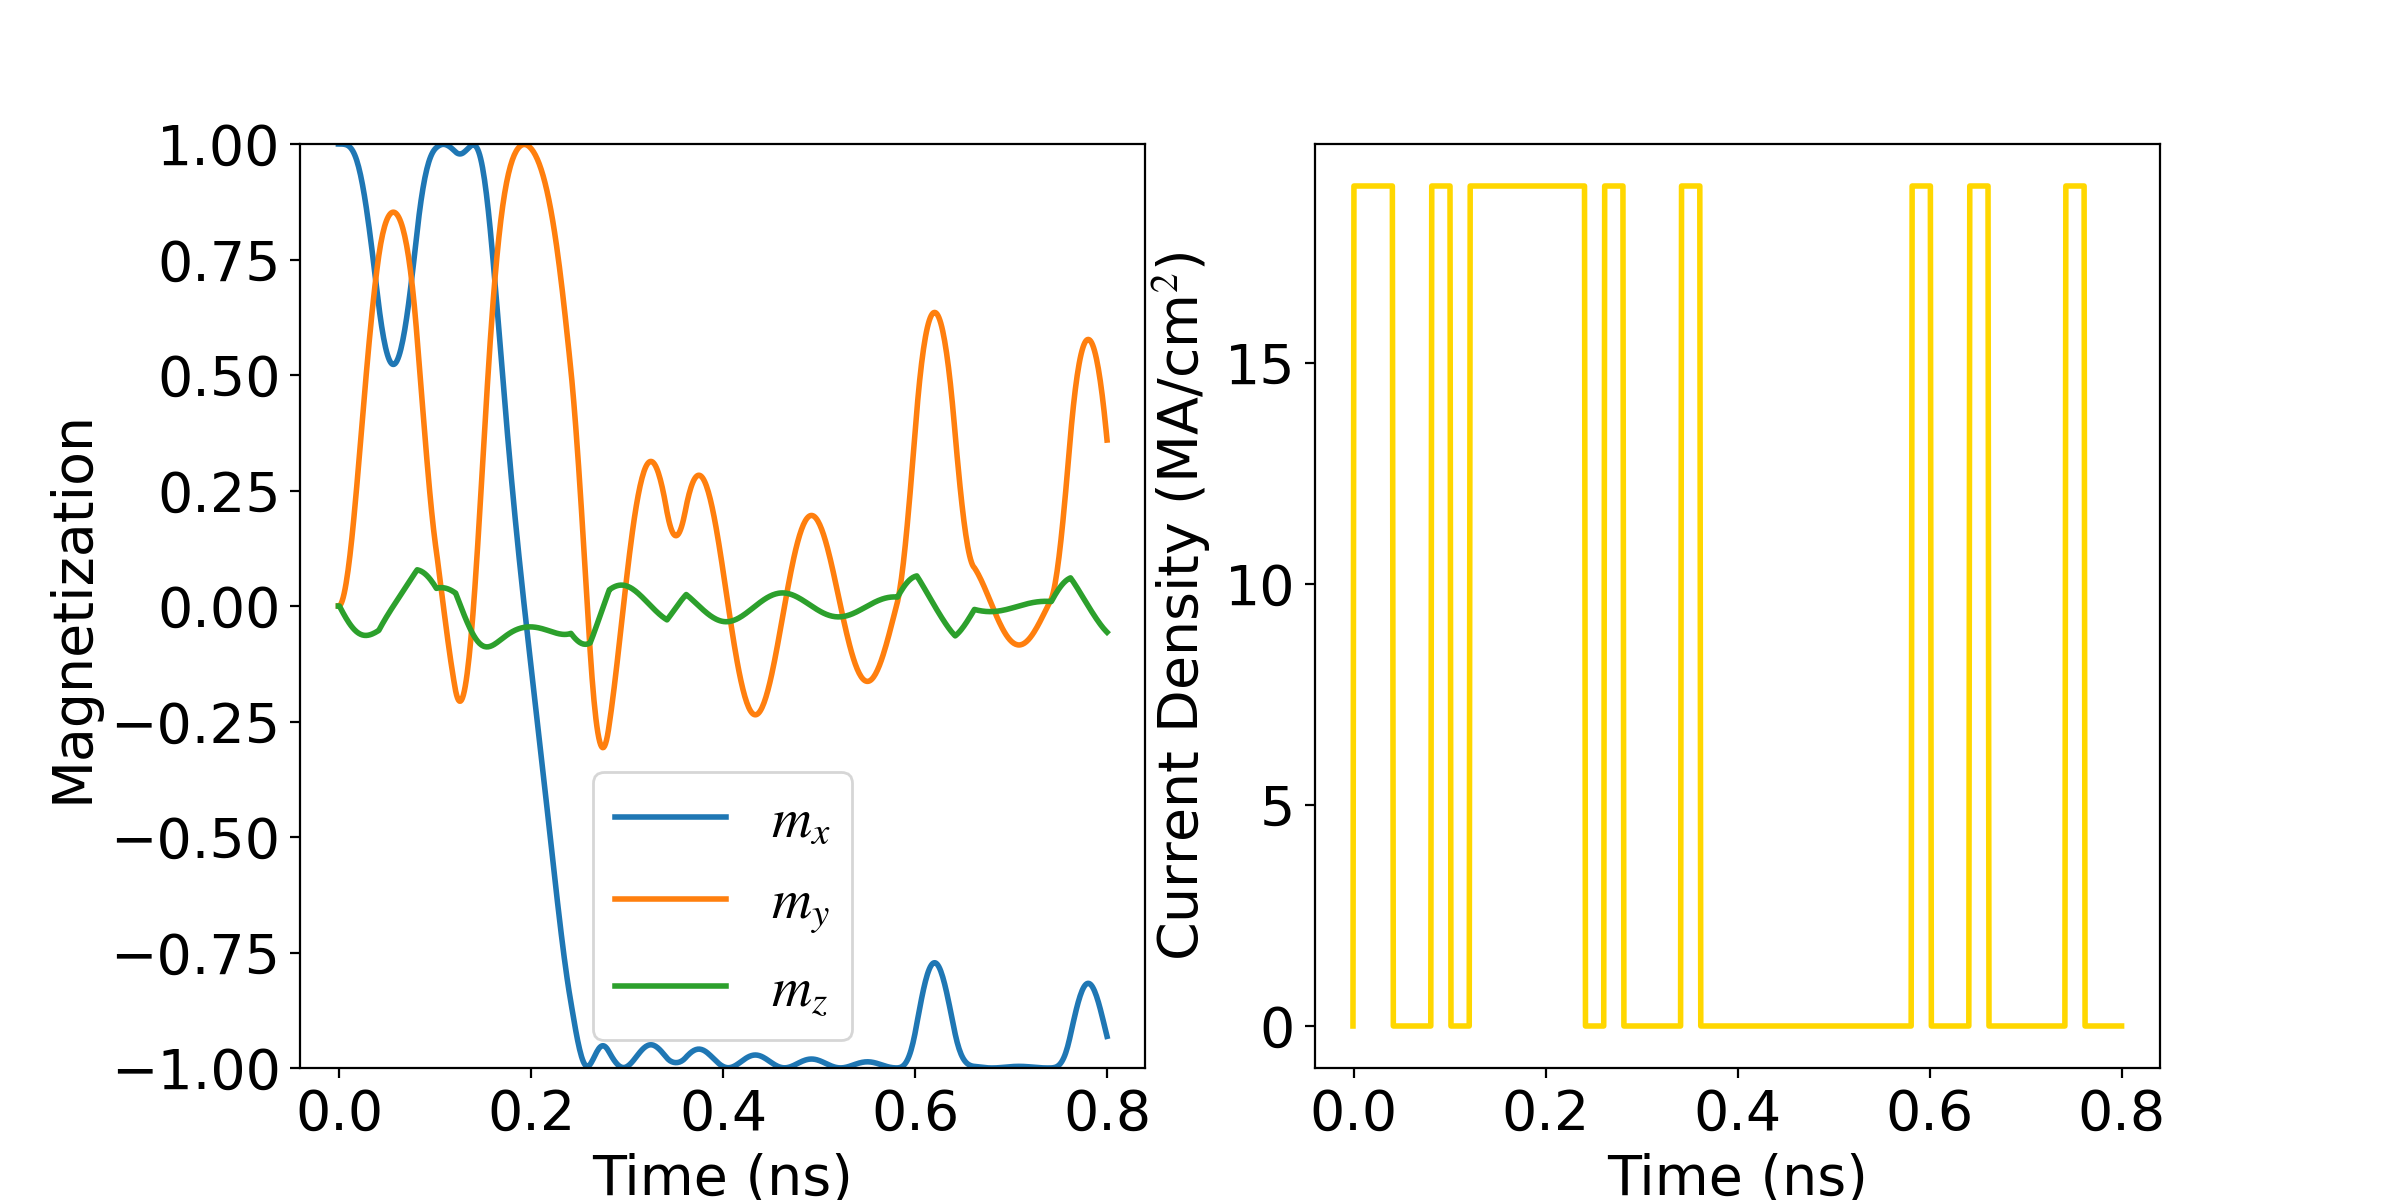 Magnetization
1.00
0.75
0.50
0.25
0.00
−0.25
−0.50
−0.75
−1.00
0.0 0.2 0.4 0.6 0.8
Time (ns)
m_x
m_y
m_z
Current Density (MA/cm²)
15
10
5
0
0.0 0.2 0.4 0.6 0.8
Time (ns)